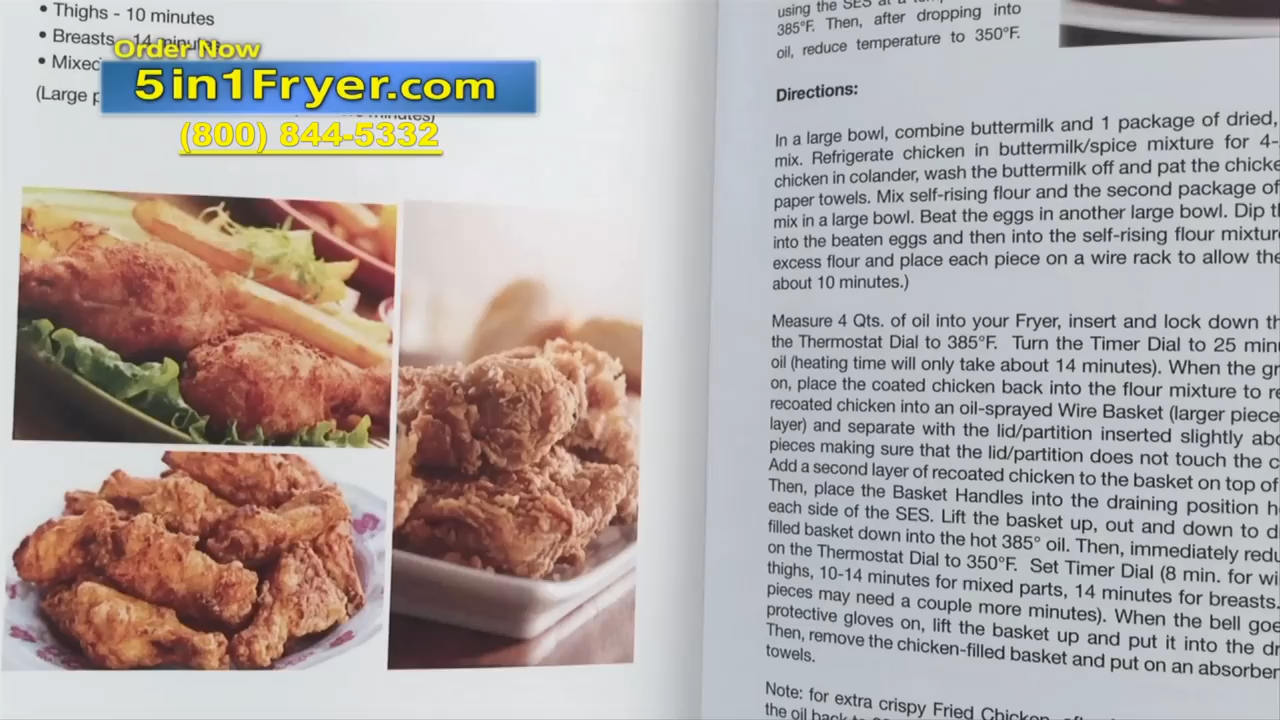 • Thighs - 10 minutes
• Breasts - 14 minutes
• Mixed
(Large
minutes)
Order Now
5in1Fryer.com
(800) 844-5332
using the SES at a
385°F. Then, after dropping into
oil, reduce temperature to 350°F.
Directions:
In a large bowl, combine buttermilk and 1 package of dried,
mix. Refrigerate chicken in buttermilk/spice mixture for 4-
chicken in colander, wash the buttermilk off and pat the
paper towels. Mix self-rising flour and the second package of
mix in a large bowl. Beat the eggs in another large bowl. Dip
into the beaten eggs and then into the self-rising flour
excess flour and place each piece on a wire rack to allow the
about 10 minutes.)
Measure 4 Qts. of oil into your Fryer, insert and lock down
the Thermostat Dial to 385°F. Turn the Timer Dial to 25
oil (heating time will only take about 14 minutes). When the
on, place the coated chicken back into the flour mixture to
recoated chicken into an oil-sprayed Wire Basket (larger
layer) and separate with the lid/partition inserted slightly
pieces making sure that the lid/partition does not touch the
Add a second layer of recoated chicken to the basket on top of
Then, place the Basket Handles into the draining position
each side of the SES. Lift the basket up, out and down to
filled basket down into the hot 385° oil. Then, immediately
on the Thermostat Dial to 350°F. Set Timer Dial (8 min. for
thighs, 10-14 minutes for mixed parts, 14 minutes for breasts.
pieces may need a couple more minutes). When the bell
protective gloves on, lift the basket up and put it into the
Then, remove the chicken-filled basket and put on an
towels.
Note: for extra crispy Fried
the oil back to